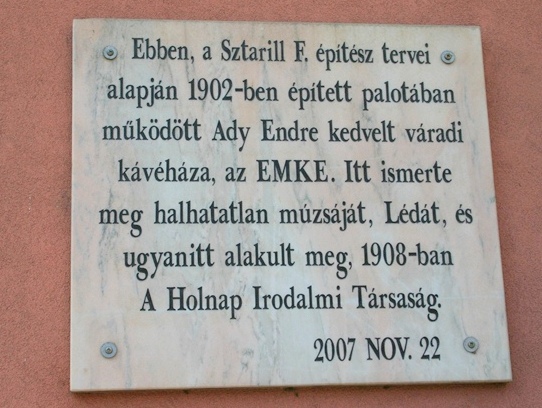 Ebben, a Sztarill F. építész tervei
alapján 1902-ben épített palotában
működött Ady Endre kedvelt váradi
kávéháza, az EMKE. Itt ismerte
meg halhatatlan múzsáját, Lédát, és
ugyanitt alakult meg, 1908-ban
A Holnap Irodalmi Társaság.
2007 NOV. 22